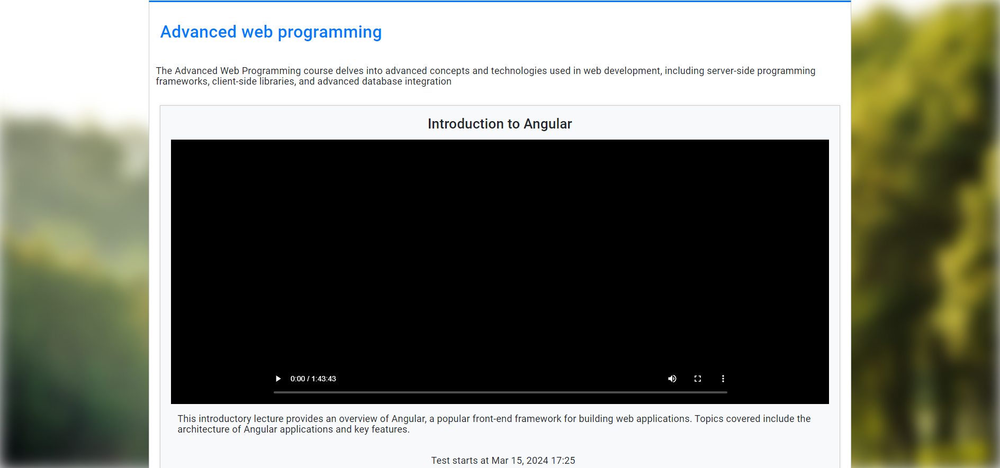 Advanced web programming
The Advanced Web Programming course delves into advanced concepts and technologies used in web development, including server-side programming
frameworks, client-side libraries, and advanced database integration
Introduction to Angular
0:00 / 1:43:43
This introductory lecture provides an overview of Angular, a popular front-end framework for building web applications. Topics covered include the
architecture of Angular applications and key features.
Test starts at Mar 15, 2024 17:25